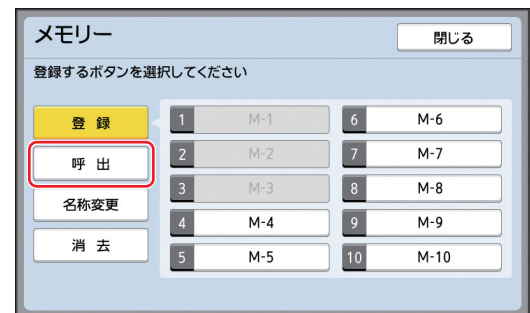 メモリー
閉じる
登録するボタンを選択してください
登 録
呼 出
名称変更
消 去
1 M-1
2 M-2
3 M-3
4 M-4
5 M-5
6 M-6
7 M-7
8 M-8
9 M-9
10 M-10